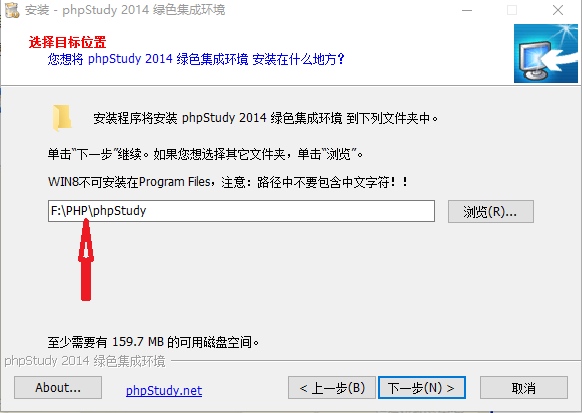 安装 - phpStudy 2014 绿色集成环境
选择目标位置
您想将 phpStudy 2014 绿色集成环境 安装在什么地方?
安装程序将安装 phpStudy 2014 绿色集成环境 到下列文件夹中。
单击“下一步”继续。如果您想选择其它文件夹，单击“浏览”。
WIN8不可安装在Program Files，注意：路径中不要包含中文字符！！
F:\PHP\phpStudy
浏览(R)...
至少需要有 159.7 MB 的可用磁盘空间。
phpStudy 2014 绿色集成环境
About...
phpStudy.net
< 上一步(B)
下一步(N) >
取消